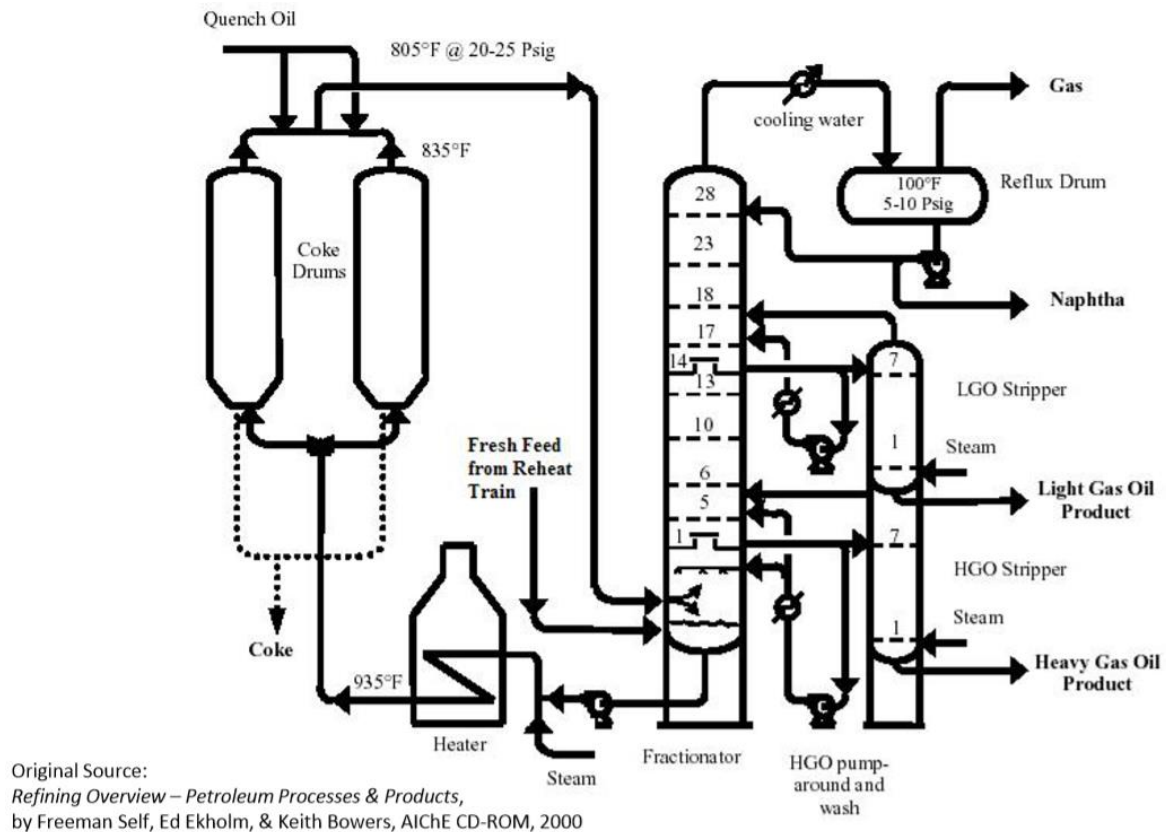 Quench Oil
805°F @ 20-25 Psig
835°F
Coke
Drums
cooling water
Gas
100°F
5-10 Psig
Reflux Drum
Naphtha
28
23
18
17
14
13
10
6
5
1
7
LGO Stripper
1
Steam
Light Gas Oil
Product
7
HGO Stripper
Steam
1
Heavy Gas Oil
Product
Fresh Feed
from Reheat
Train
Coke
935°F
Heater
Steam
Fractionator
HGO pump-
around and
wash
Original Source:
Refining Overview – Petroleum Processes & Products,
by Freeman Self, Ed Ekholm, & Keith Bowers, AIChE CD-ROM, 2000